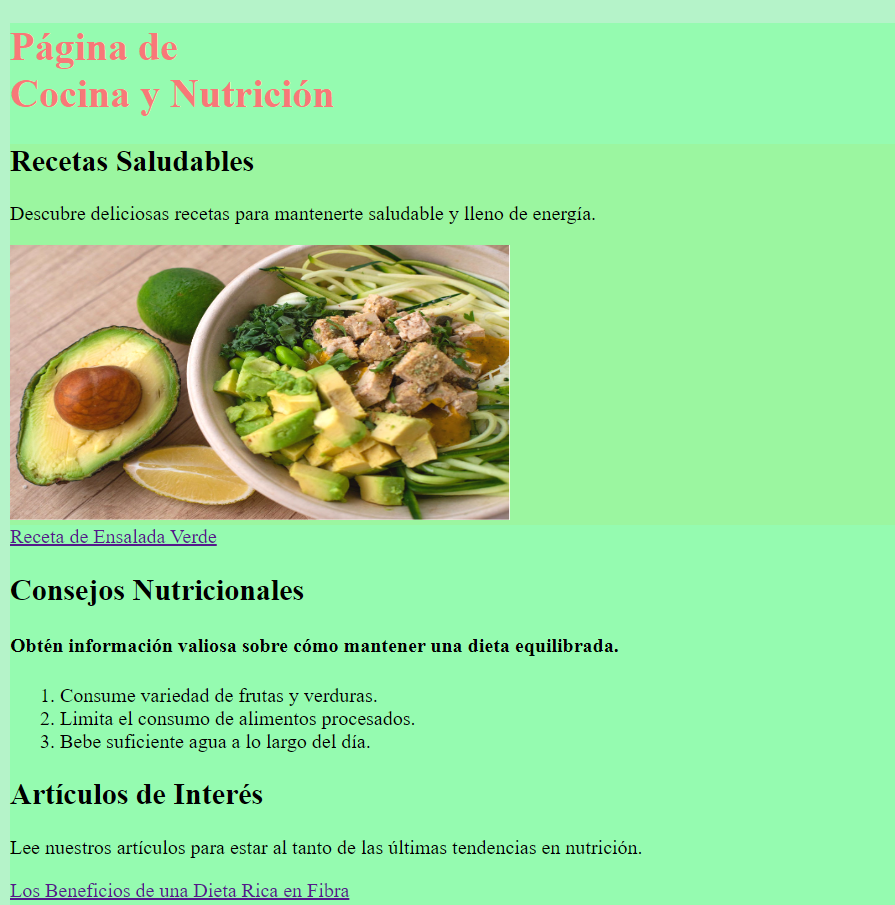 Página de
Cocina y Nutrición
Recetas Saludables
Descubre deliciosas recetas para mantenerte saludable y lleno de energía.
Receta de Ensalada Verde
Consejos Nutricionales
Obtén información valiosa sobre cómo mantener una dieta equilibrada.
1. Consume variedad de frutas y verduras.
2. Limita el consumo de alimentos procesados.
3. Bebe suficiente agua a lo largo del día.
Artículos de Interés
Lee nuestros artículos para estar al tanto de las últimas tendencias en nutrición.
Los Beneficios de una Dieta Rica en Fibra